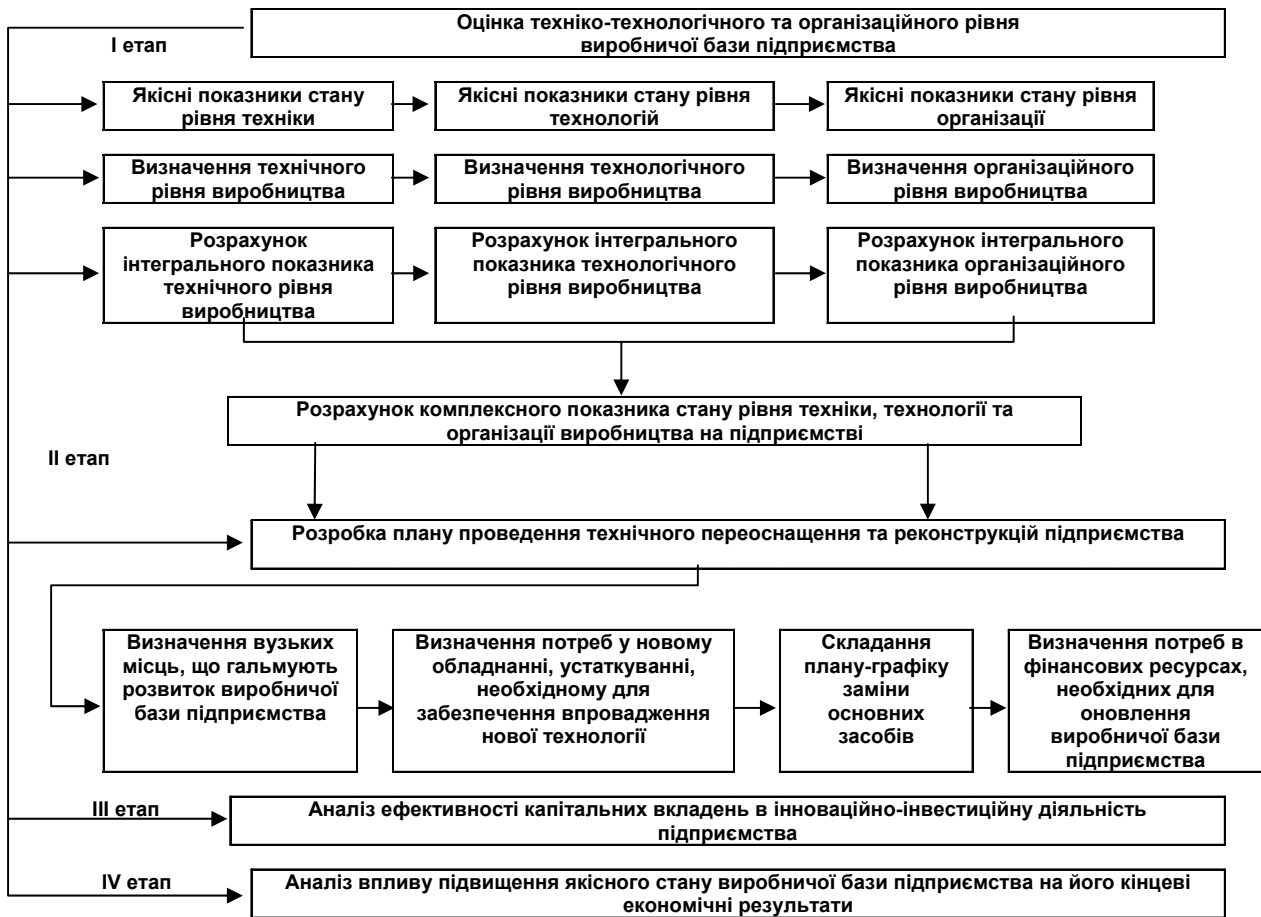 Оцінка техніко-технологічного та організаційного рівня
виробничої бази підприємства
І етап
Якісні показники стану
рівня техніки
Якісні показники стану рівня
технологій
Якісні показники стану рівня
організації
Визначення технічного
рівня виробництва
Визначення технологічного
рівня виробництва
Визначення організаційного
рівня виробництва
Розрахунок
інтегрального показника
технічного рівня
виробництва
Розрахунок інтегрального
показника технологічного
рівня виробництва
Розрахунок інтегрального
показника організаційного
рівня виробництва
Розрахунок комплексного показника стану рівня техніки, технології та
організації виробництва на підприємстві
ІІ етап
Розробка плану проведення технічного переоснащення та реконструкцій підприємства
Визначення вузьких
місць, що гальмують
розвиток виробничої
бази підприємства
Визначення потреб у новому
обладнанні, устаткуванні,
необхідному для
забезпечення впровадження
нової технології
Складання
плану-графіку
заміни
основних
засобів
Визначення потреб в
фінансових ресурсах,
необхідних для
оновлення
виробничої бази
підприємства
ІІІ етап
Аналіз ефективності капітальних вкладень в інноваційно-інвестиційну діяльність
підприємства
IV етап
Аналіз впливу підвищення якісного стану виробничої бази підприємства на його кінцеві
економічні результати